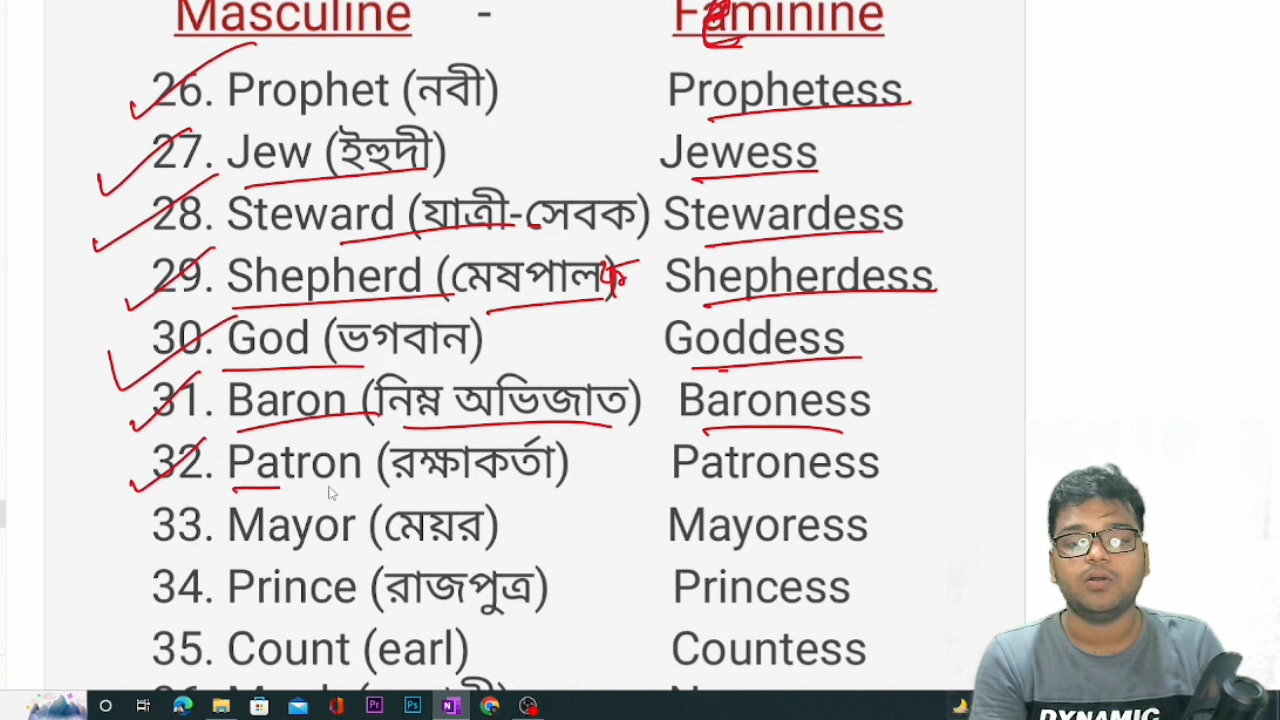 Masculine - Faminine
26. Prophet (নবী) Prophetess
27. Jew (ইহুদী) Jewess
28. Steward (যাত্রী-সেবক) Stewardess
29. Shepherd (মেষপাল)ক Shepherdess
30. God (ভগবান) Goddess
31. Baron (নিম্ন অভিজাত) Baroness
32. Patron (রক্ষাকর্তা) Patroness
33. Mayor (মেয়র) Mayoress
34. Prince (রাজপুত্র) Princess
35. Count (earl) Countess
DYNAMIC